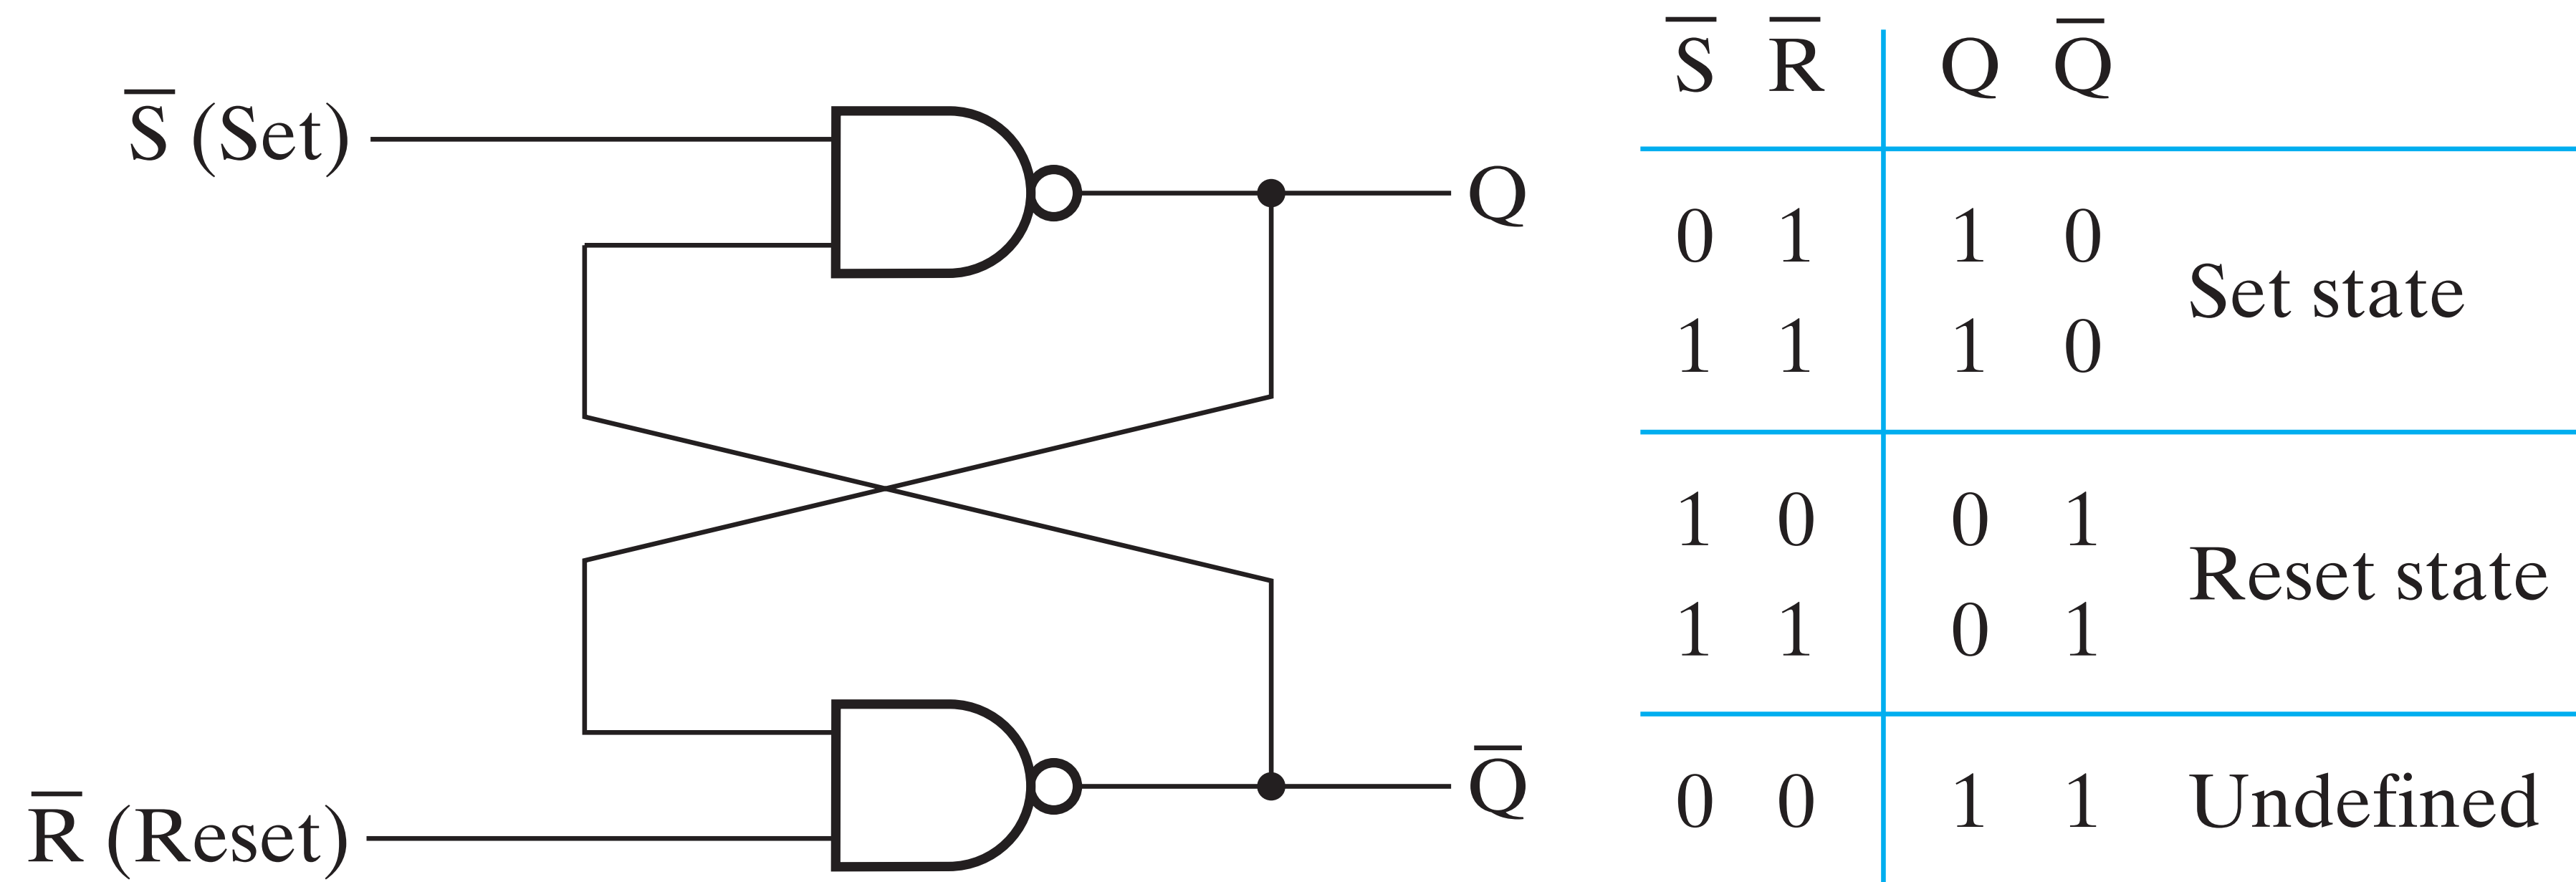 S̅ (Set)
Q
R̅ (Reset)
Q̅
S̅ R̅ Q Q̅
0 1 1 0
Set state
1 1 1 0
1 0 0 1
Reset state
1 1 0 1
0 0 1 1 Undefined